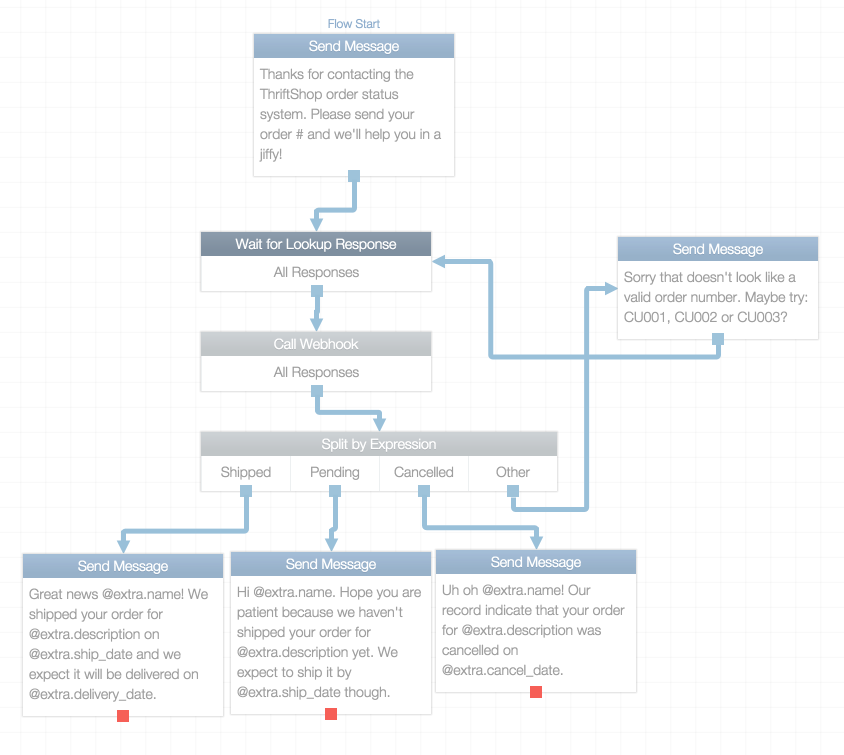 Flow Start
Send Message
Thanks for contacting the
ThriftShop order status
system. Please send your
order # and we'll help you in a
jiffy!
Wait for Lookup Response
All Responses
Send Message
Sorry that doesn't look like a
valid order number. Maybe try:
CU001, CU002 or CU003?
Call Webhook
All Responses
Split by Expression
Shipped
Pending
Cancelled
Other
Send Message
Great news @extra.name! We
shipped your order for
@extra.description on
@extra.ship_date and we
expect it will be delivered on
@extra.delivery_date.
Send Message
Hi @extra.name. Hope you are
patient because we haven't
shipped your order for
@extra.description yet. We
expect to ship it by
@extra.ship_date though.
Send Message
Uh oh @extra.name! Our
record indicate that your order
for @extra.description was
cancelled on
@extra.cancel_date.